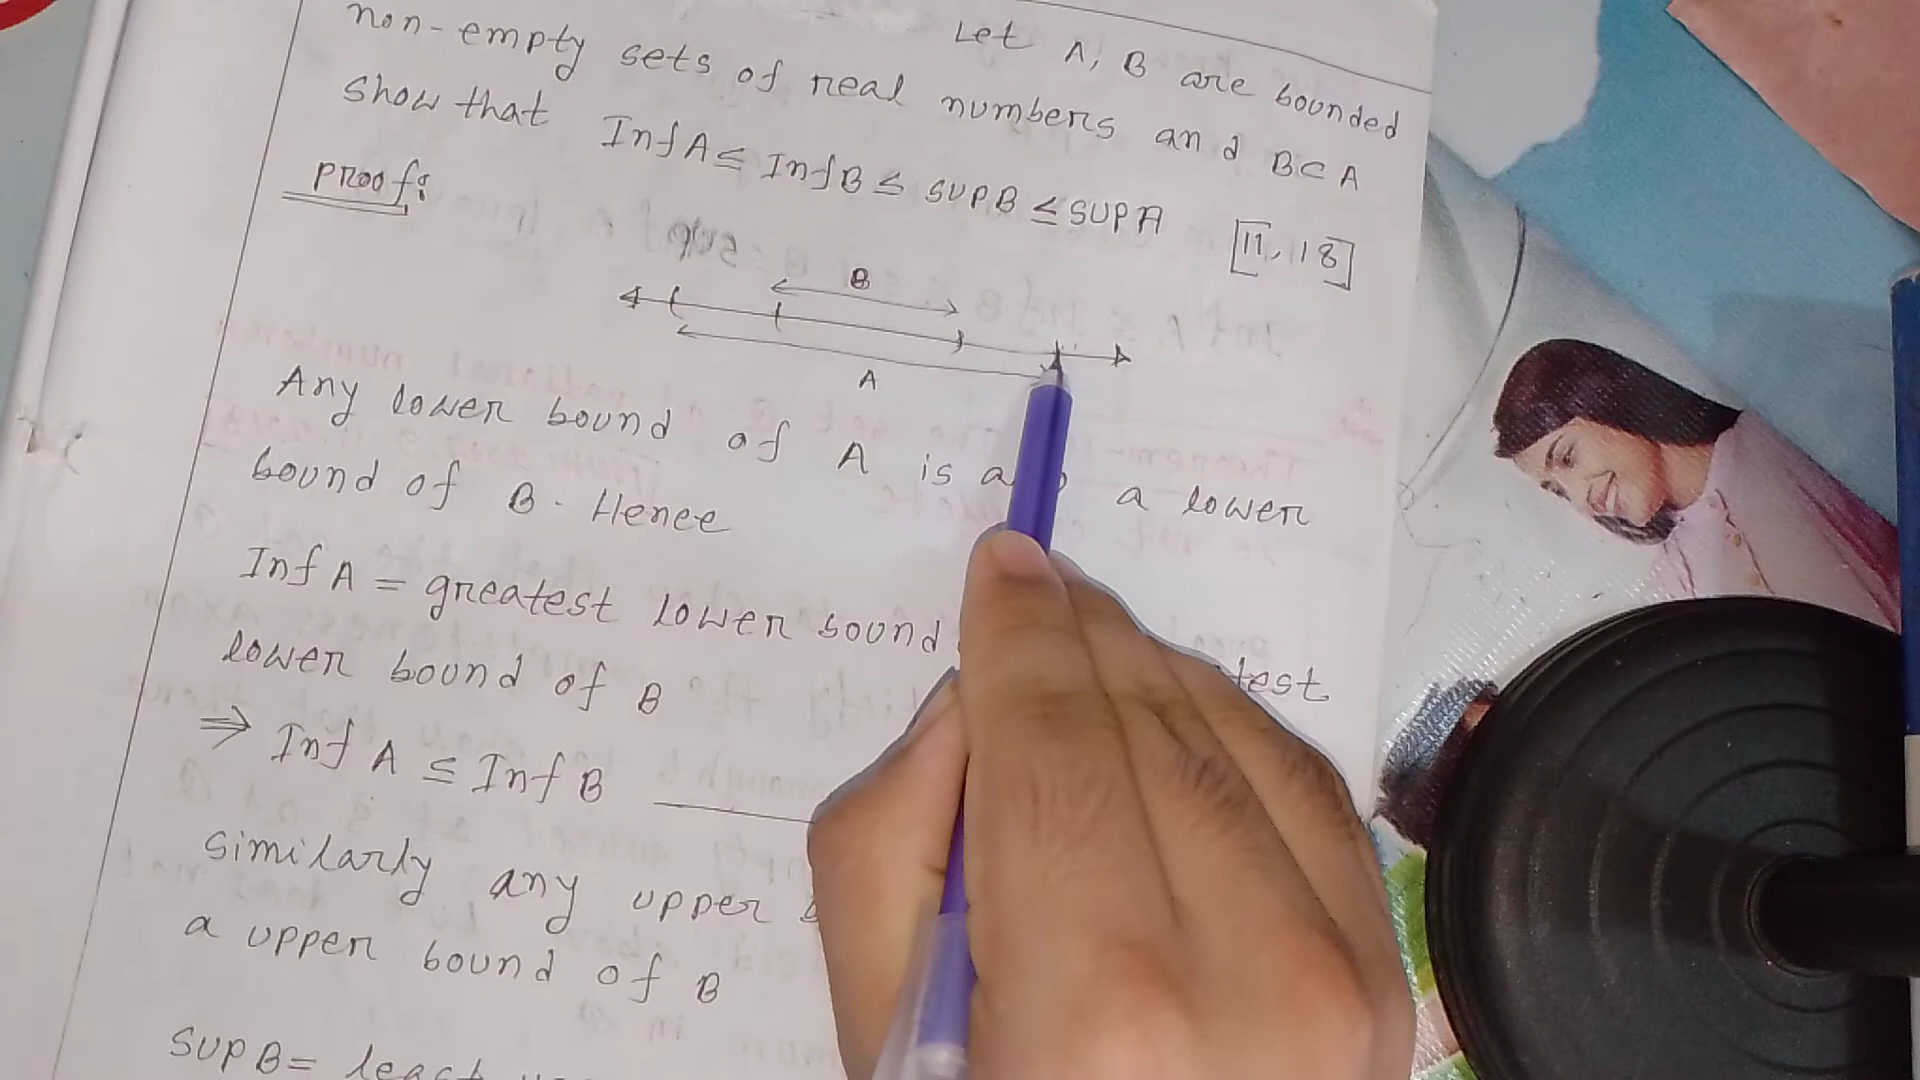 Let A, B are bounded
non-empty sets of real numbers and B⊂A
show that Inf A ≤ Inf B ≤ SUP B ≤ SUP A [11, 18]
Proof:
B
A
Any lower bound of A is a lower
bound of B. Hence
Inf A = greatest lower bound
lower bound of B
⇒ Inf A ≤ Inf B
similarly any upper
a upper bound of B
SUP B = least